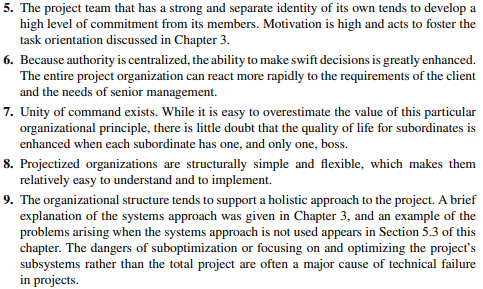 5. The project team that has a strong and separate identity of its own tends to develop a
high level of commitment from its members. Motivation is high and acts to foster the
task orientation discussed in Chapter 3.
6. Because authority is centralized, the ability to make swift decisions is greatly enhanced.
The entire project organization can react more rapidly to the requirements of the client
and the needs of senior management.
7. Unity of command exists. While it is easy to overestimate the value of this particular
organizational principle, there is little doubt that the quality of life for subordinates is
enhanced when each subordinate has one, and only one, boss.
8. Projectized organizations are structurally simple and flexible, which makes them
relatively easy to understand and to implement.
9. The organizational structure tends to support a holistic approach to the project. A brief
explanation of the systems approach was given in Chapter 3, and an example of the
problems arising when the systems approach is not used appears in Section 5.3 of this
chapter. The dangers of suboptimization or focusing on and optimizing the project's
subsystems rather than the total project are often a major cause of technical failure
in projects.